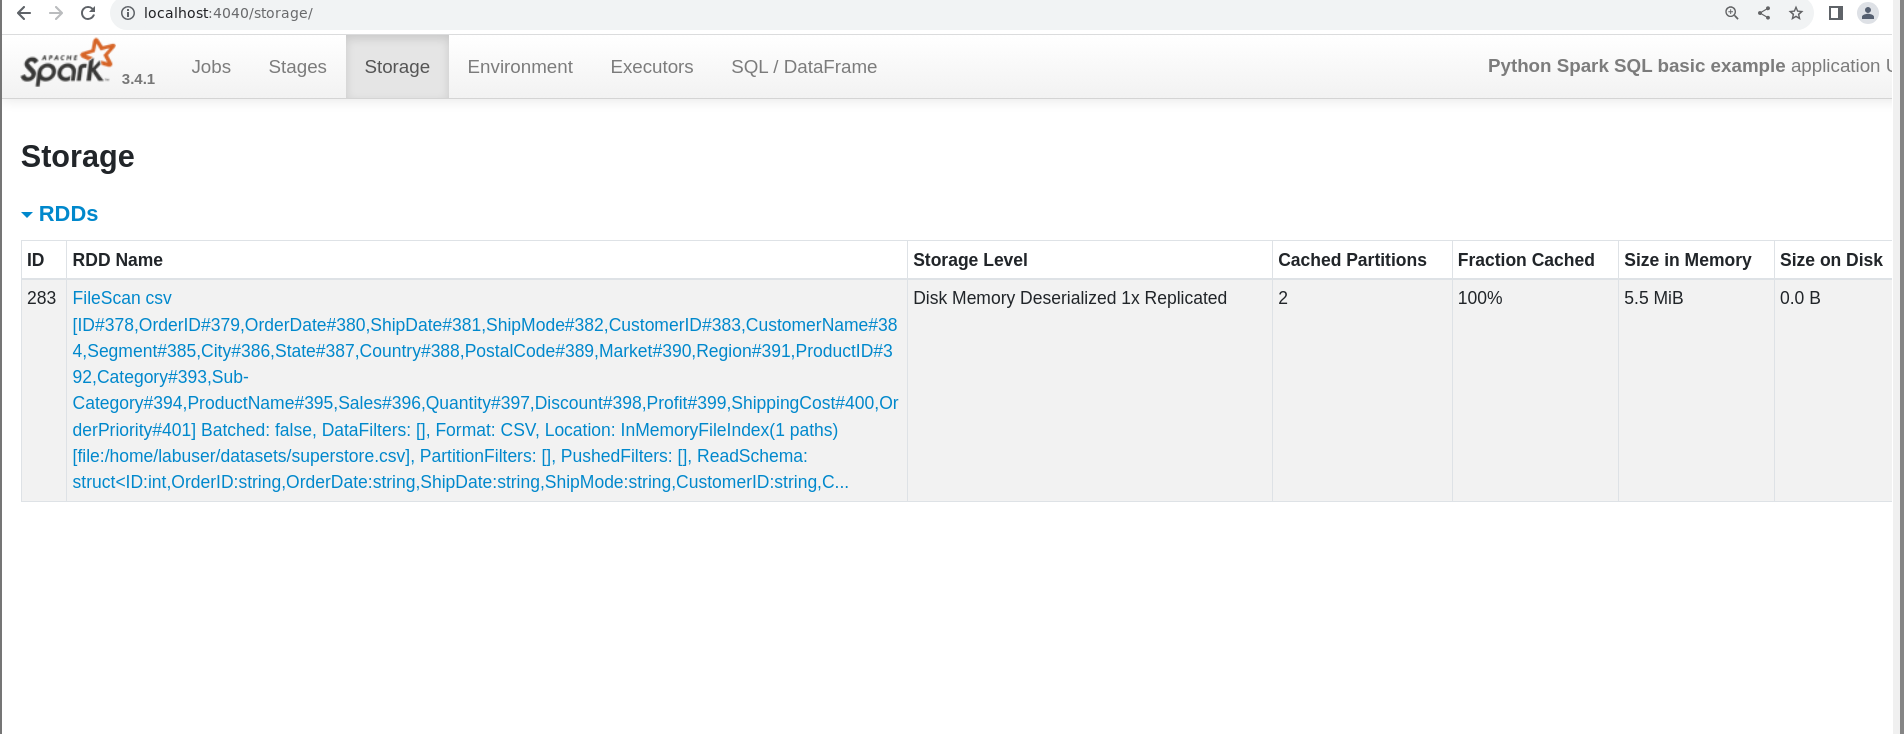 localhost:4040/storage/
APACHE
Spark 3.4.1 Jobs Stages Storage Environment Executors SQL / DataFrame Python Spark SQL basic example application
Storage
RDDs
ID RDD Name Storage Level Cached Partitions Fraction Cached Size in Memory Size on Disk
283 FileScan csv Disk Memory Deserialized 1x Replicated 2 100% 5.5 MiB 0.0 B
[ID#378,OrderID#379,OrderDate#380,ShipDate#381,ShipMode#382,CustomerID#383,CustomerName#38
4,Segment#385,City#386,State#387,Country#388,PostalCode#389,Market#390,Region#391,ProductID#3
92,Category#393,Sub-
Category#394,ProductName#395,Sales#396,Quantity#397,Discount#398,Profit#399,ShippingCost#400,Or
derPriority#401] Batched: false, DataFilters: [], Format: CSV, Location: InMemoryFileIndex(1 paths)
[file:/home/labuser/datasets/superstore.csv], PartitionFilters: [], PushedFilters: [], ReadSchema:
struct<ID:int,OrderID:string,OrderDate:string,ShipDate:string,ShipMode:string,CustomerID:string,C...